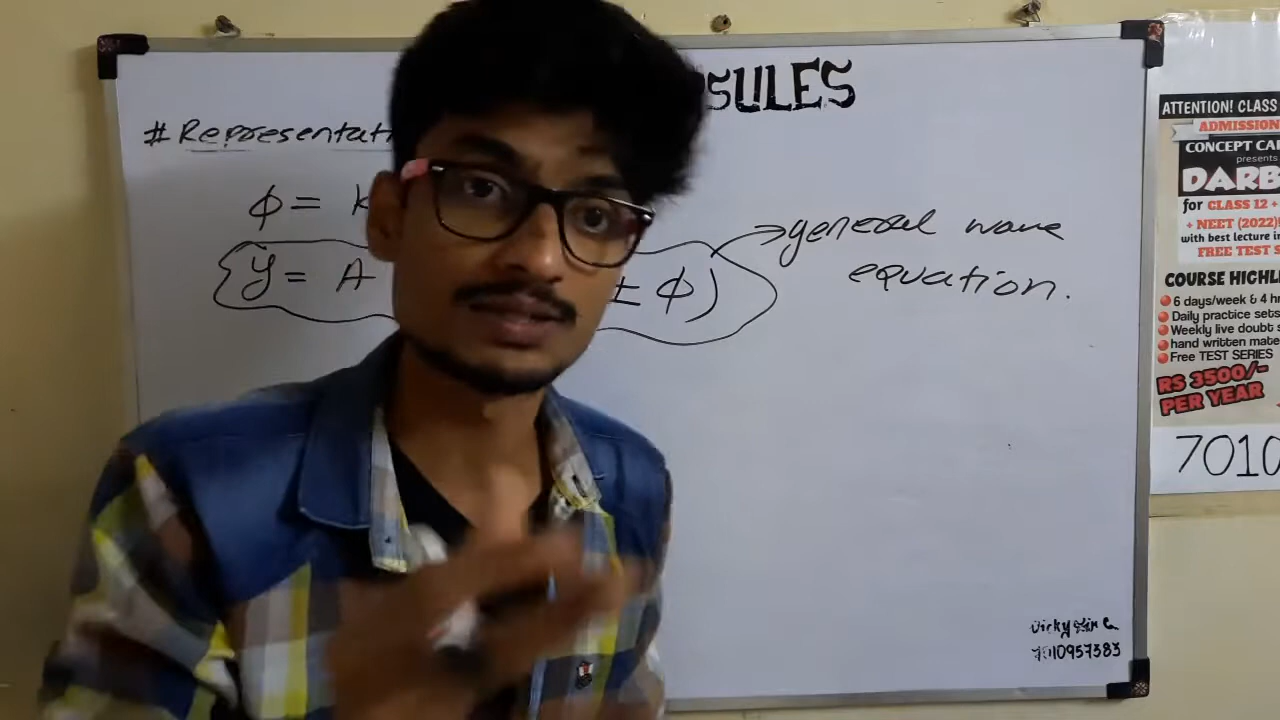 SULES
# Representat
φ =
y = A ± φ)
general wave
equation.
7010957383
ATTENTION! CLASS
ADMISSION
CONCEPT CA
presents
DARB
for CLASS 12 +
+ NEET (2022)
with best lecture in
FREE TEST S
COURSE HIGHL
6 days/week & 4 h
Daily practice sets
Weekly live doubt s
hand written mate
Free TEST SERIES
RS 3500/-
PER YEAR
7010